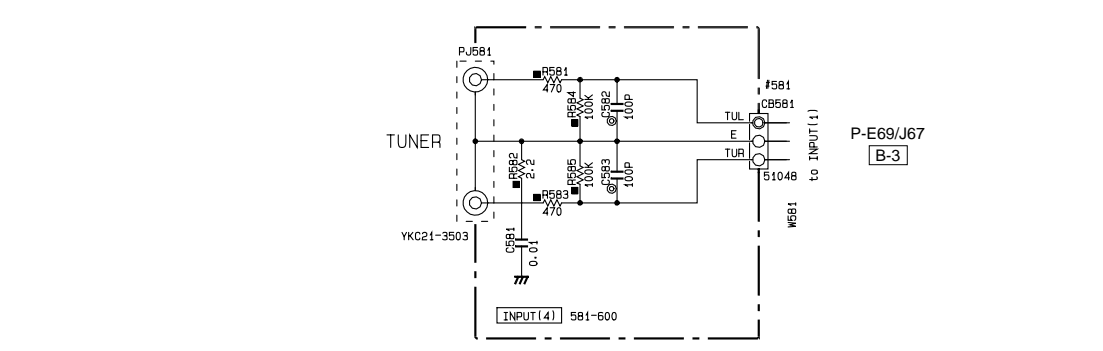 PJ581
R581
470
R584
100K
C582
100P
#581
CB581
TUL
E
TUR
51048
to INPUT(1)
W581
P-E69/J67
B-3
TUNER
R582
2.2
R585
100K
C583
100P
R583
470
YKC21-3503
C581
0.01
INPUT(4) 581-600